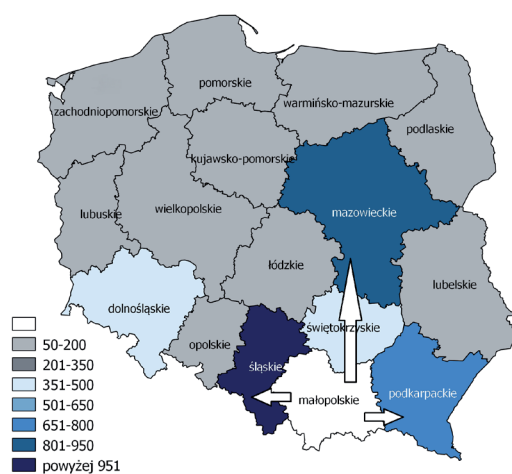 pomorskie
zachodniopomorskie
warmińsko-mazurskie
podlaskie
kujawsko-pomorskie
lubuskie
wielkopolskie
mazowieckie
łódzkie
lubelskie
dolnośląskie
świętokrzyskie
opolskie
śląskie
małopolskie
podkarpackie
50-200
201-350
351-500
501-650
651-800
801-950
powyżej 951